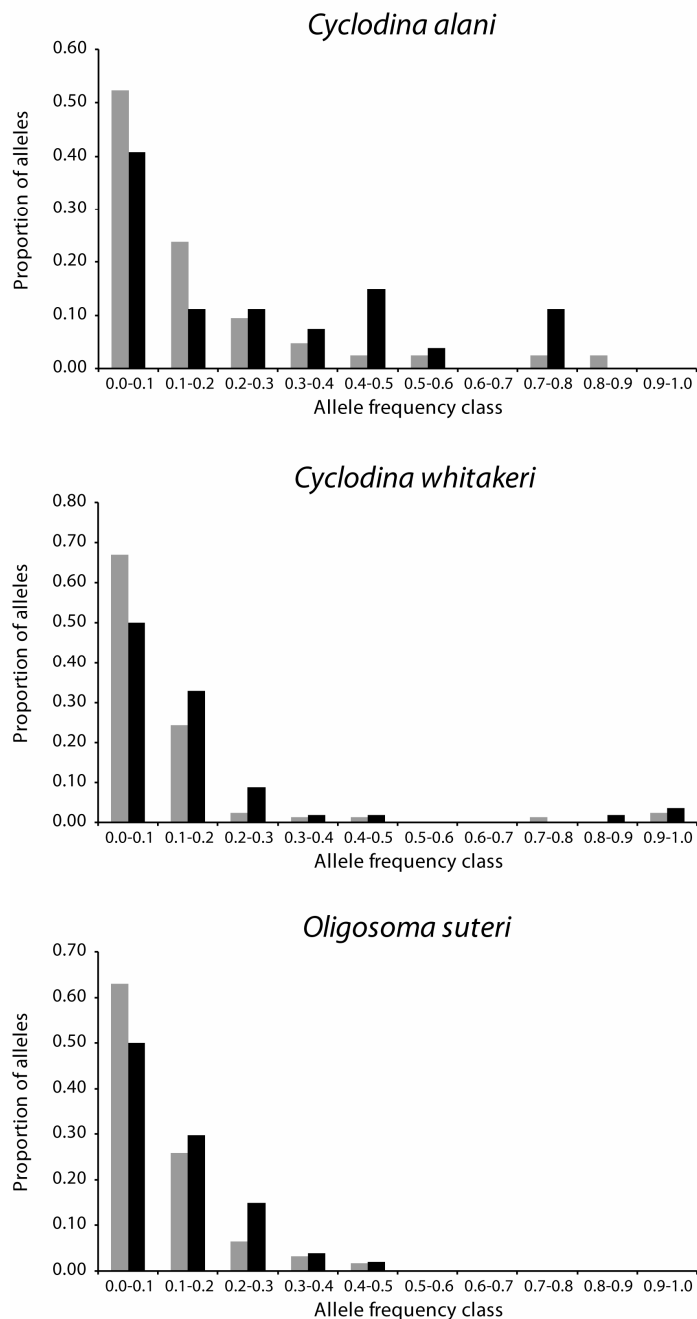 Cyclodina alani
Proportion of alleles
0.60
0.50
0.40
0.30
0.20
0.10
0.00
0.0-0.1 0.1-0.2 0.2-0.3 0.3-0.4 0.4-0.5 0.5-0.6 0.6-0.7 0.7-0.8 0.8-0.9 0.9-1.0
Allele frequency class
Cyclodina whitakeri
Proportion of alleles
0.80
0.70
0.60
0.50
0.40
0.30
0.20
0.10
0.00
0.0-0.1 0.1-0.2 0.2-0.3 0.3-0.4 0.4-0.5 0.5-0.6 0.6-0.7 0.7-0.8 0.8-0.9 0.9-1.0
Allele frequency class
Oligosoma suteri
Proportion of alleles
0.70
0.60
0.50
0.40
0.30
0.20
0.10
0.00
0.0-0.1 0.1-0.2 0.2-0.3 0.3-0.4 0.4-0.5 0.5-0.6 0.6-0.7 0.7-0.8 0.8-0.9 0.9-1.0
Allele frequency class